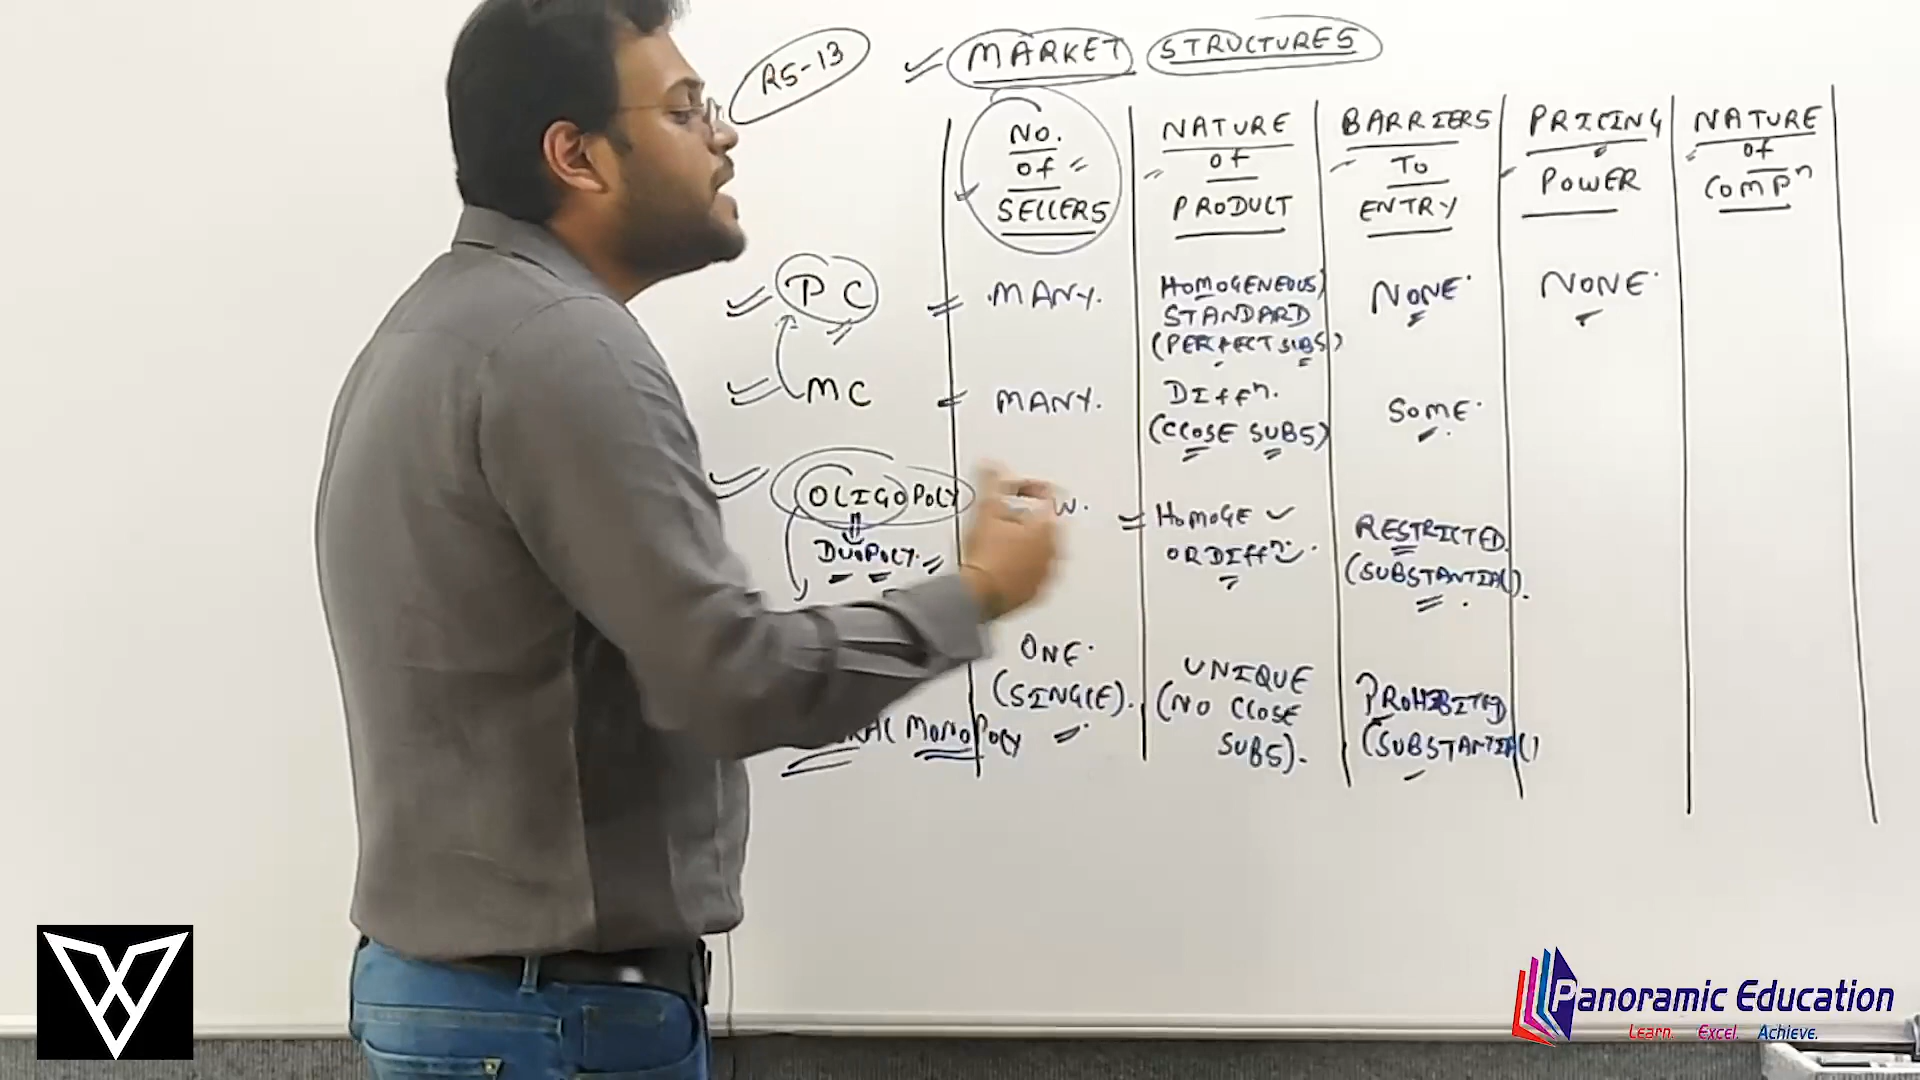 RS-13
MARKET STRUCTURES
NO.
Of
SELLERS
NATURE
Of
PRODUCT
BARRIERS
TO
ENTRY
PRICING
POWER
NATURE
Of
COMPn
PC
MANY.
HOMOGENEOUS)
STANDARD
(PERFECT SUBS)
NONE.
NONE.
MC
MANY.
DIffn.
(CLOSE SUBS)
SOME.
OLIGOPOLY
DUOPOLY.
W.
HOMOGE
OR DIffn.
RESTRICTED.
(SUBSTANTIAL).
MONOPOLY
ONE.
(SINGLE).
UNIQUE
(NO CLOSE
SUBS).
PROHIBITED
(SUBSTANTIAL)
Panoramic Education
Learn. Excel. Achieve.